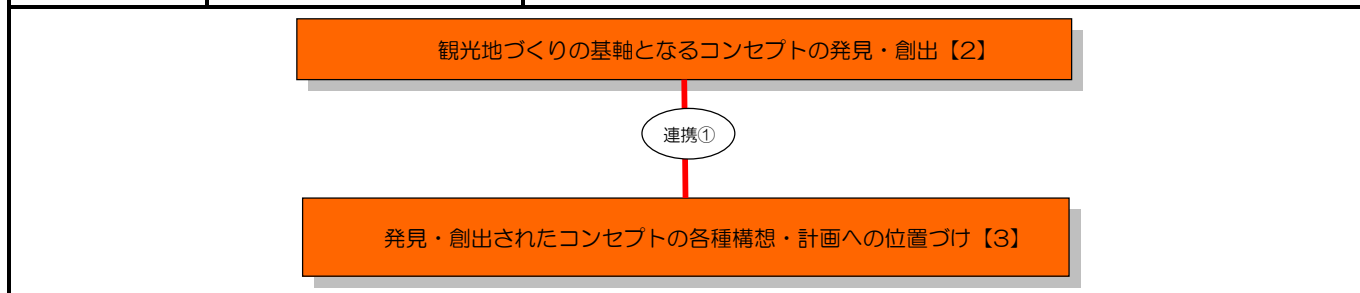 観光地づくりの基軸となるコンセプトの発見・創出【2】
連携①
発見・創出されたコンセプトの各種構想・計画への位置づけ【3】